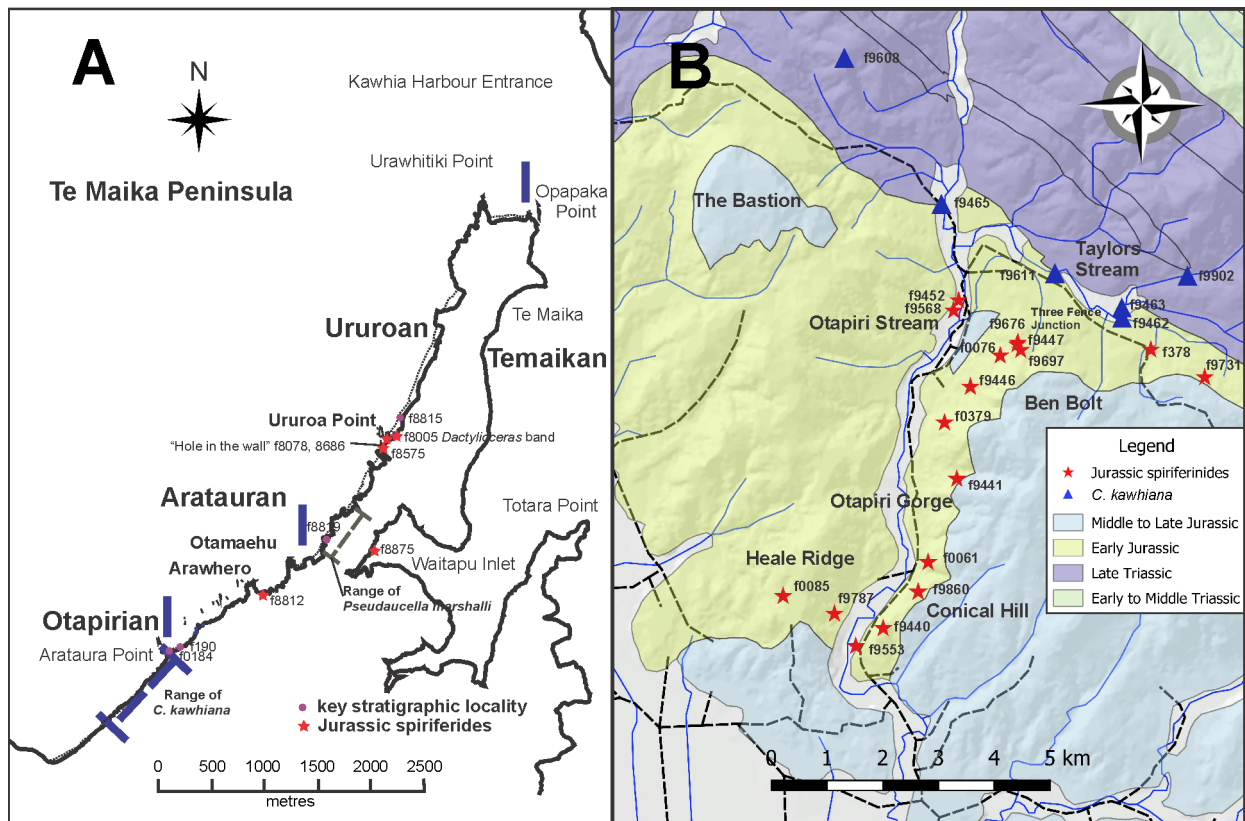 A
N
Kawhia Harbour Entrance
Urawhitiki Point
Te Maika Peninsula
Opapaka
Point
Ururoan
Te Maika
Temaikan
Ururoa Point
f8815
f8005 Dactylioceras band
"Hole in the wall" f8078, 8686
f8575
Aratauran
Totara Point
f8819
Otamaehu
Arawhero
f8875
Waitapu Inlet
Range of
Pseudaucella marshalli
f8812
Otapirian
f190
Arataura Point
f0184
Range of
C. kawhiana
key stratigraphic locality
Jurassic spiriferides
0 500 1000 1500 2000 2500
metres
B
f9608
The Bastion
f9465
Taylors
Stream
f9611
f9902
f9452
f9568
f9463
f9462
Otapiri Stream
Three Fence
Junction
f9676
f9447
f0076
f9697
f378
f9731
f9446
Ben Bolt
f0379
f9441
Otapiri Gorge
Heale Ridge
f0061
f0085
f9860
f9787
Conical Hill
f9440
f9553
Legend
Jurassic spiriferinides
C. kawhiana
Middle to Late Jurassic
Early Jurassic
Late Triassic
Early to Middle Triassic
0 1 2 3 4 5 km